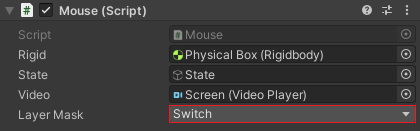 Mouse (Script)
Script Mouse
Rigid Physical Box (Rigidbody)
State State
Video Screen (Video Player)
Layer Mask Switch